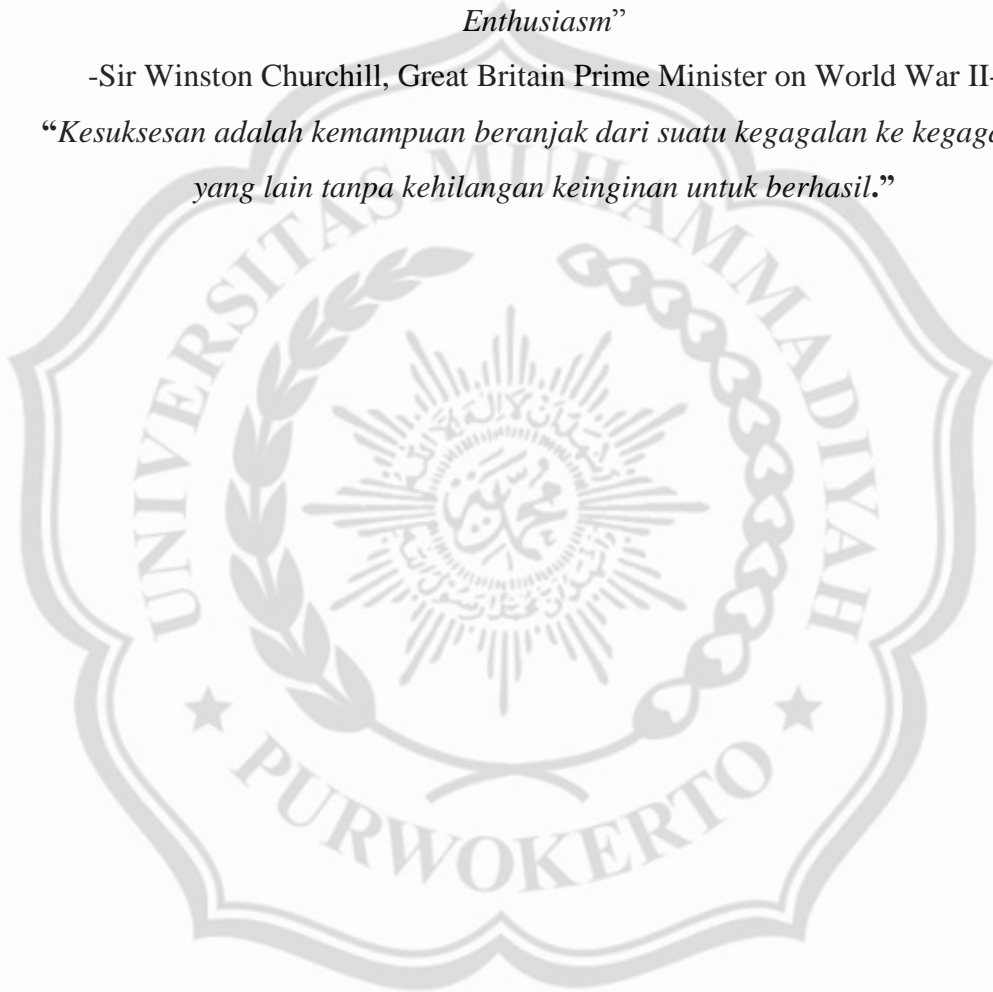 Enthusiasm”
-Sir Winston Churchill, Great Britain Prime Minister on World War II-
“Kesuksesan adalah kemampuan beranjak dari suatu kegagalan ke kegaga
yang lain tanpa kehilangan keinginan untuk berhasil.”
UNIVERSITAS MUHAMMADIYAH
PURWOKERTO